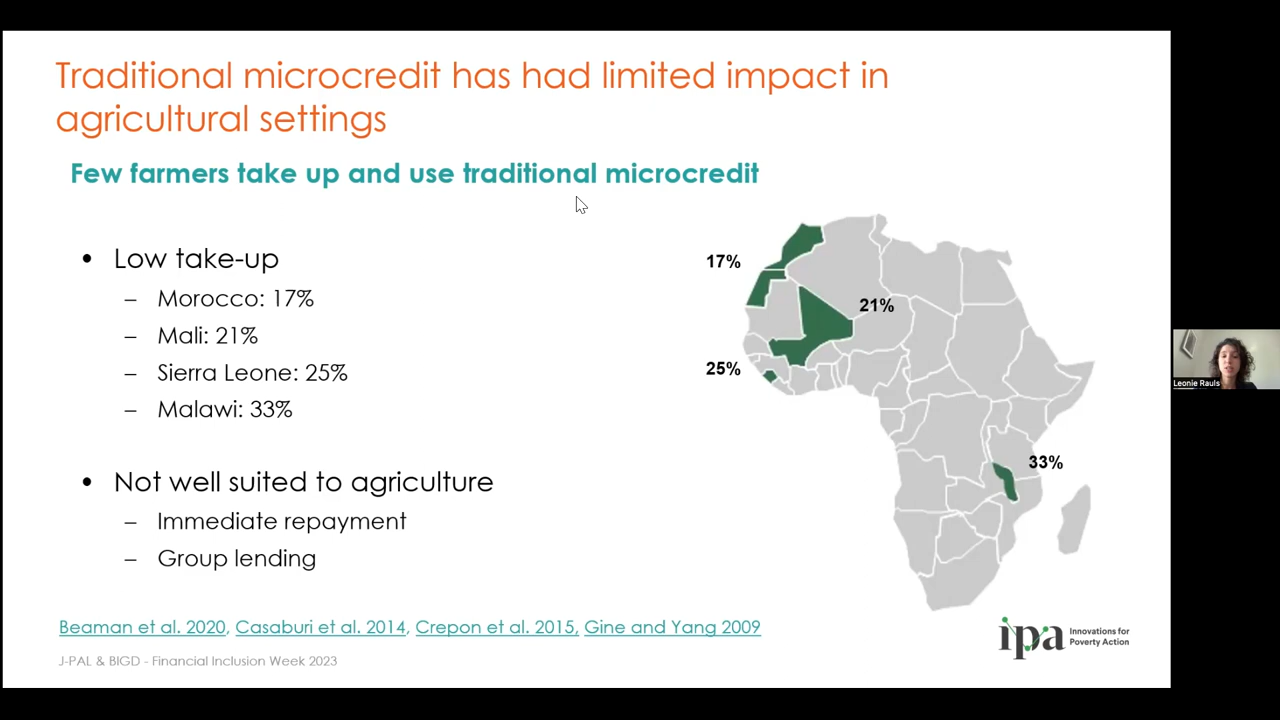 Traditional microcredit has had limited impact in
agricultural settings
Few farmers take up and use traditional microcredit
• Low take-up
– Morocco: 17%
– Mali: 21%
– Sierra Leone: 25%
– Malawi: 33%
• Not well suited to agriculture
– Immediate repayment
– Group lending
17%
21%
25%
33%
Leonie Rauls
Beaman et al. 2020, Casaburi et al. 2014, Crepon et al. 2015, Gine and Yang 2009
J-PAL & BIGD - Financial Inclusion Week 2023
ipa Innovations for
Poverty Action